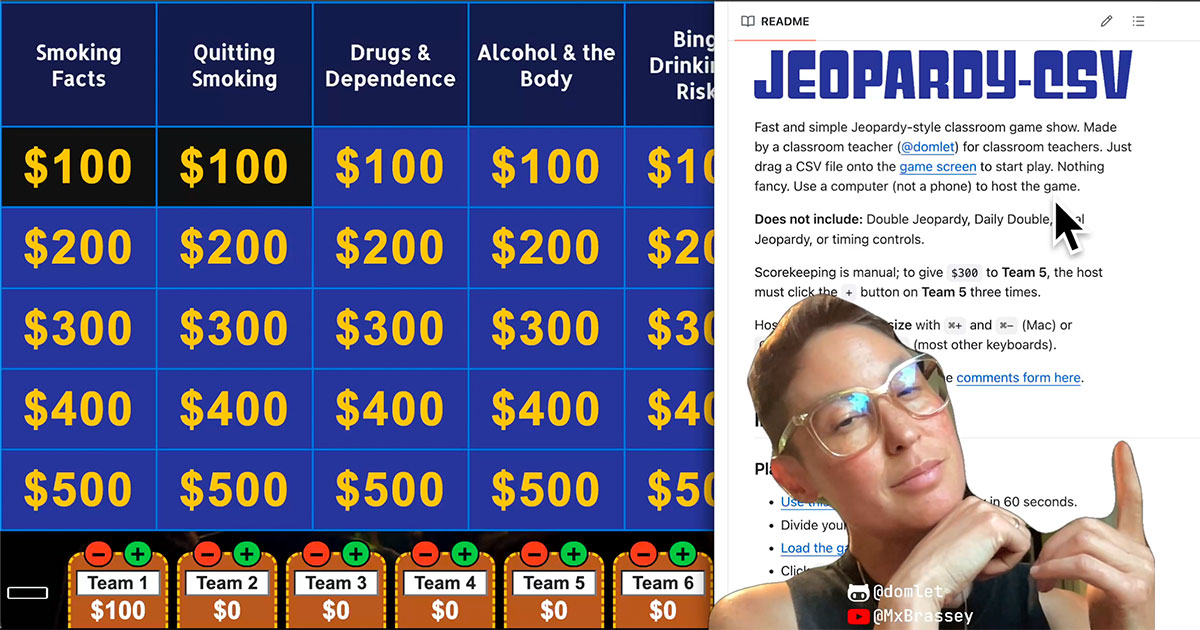 Smoking
Facts
Quitting
Smoking
Drugs &
Dependence
Alcohol & the
Body
$100
$100
$100
$100
$200
$200
$200
$200
$300
$300
$300
$300
$400
$400
$400
$400
$500
$500
$500
$500
Team 1
Team 2
Team 3
Team 4
Team 5
Team 6
$100
$0
$0
$0
$0
$0
README
JEOPARDY-CSV
Fast and simple Jeopardy-style classroom game show. Made
by a classroom teacher (@domlet) for classroom teachers. Just
drag a CSV file onto the game screen to start play. Nothing
fancy. Use a computer (not a phone) to host the game.
Does not include: Double Jeopardy, Daily Double,
Jeopardy, or timing controls.
Scorekeeping is manual; to give $300 to Team 5, the host
must click the + button on Team 5 three times.
size with ⌘+ and ⌘– (Mac) or
(most other keyboards).
comments form here.
in 60 seconds.
Divide your
Load the
@domlet
@MxBrassey